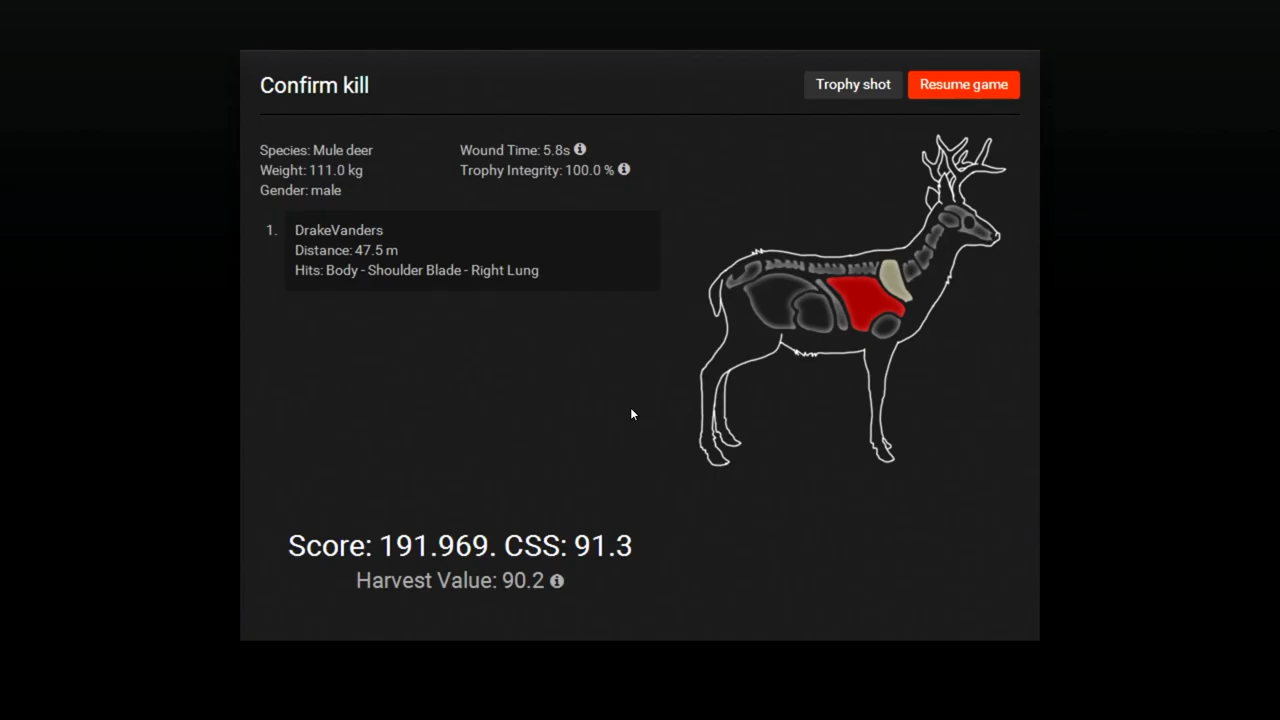 Confirm kill
Trophy shot
Resume game
Species: Mule deer
Weight: 111.0 kg
Gender: male
Wound Time: 5.8s
Trophy Integrity: 100.0 %
1.
DrakeVanders
Distance: 47.5 m
Hits: Body - Shoulder Blade - Right Lung
Score: 191.969. CSS: 91.3
Harvest Value: 90.2